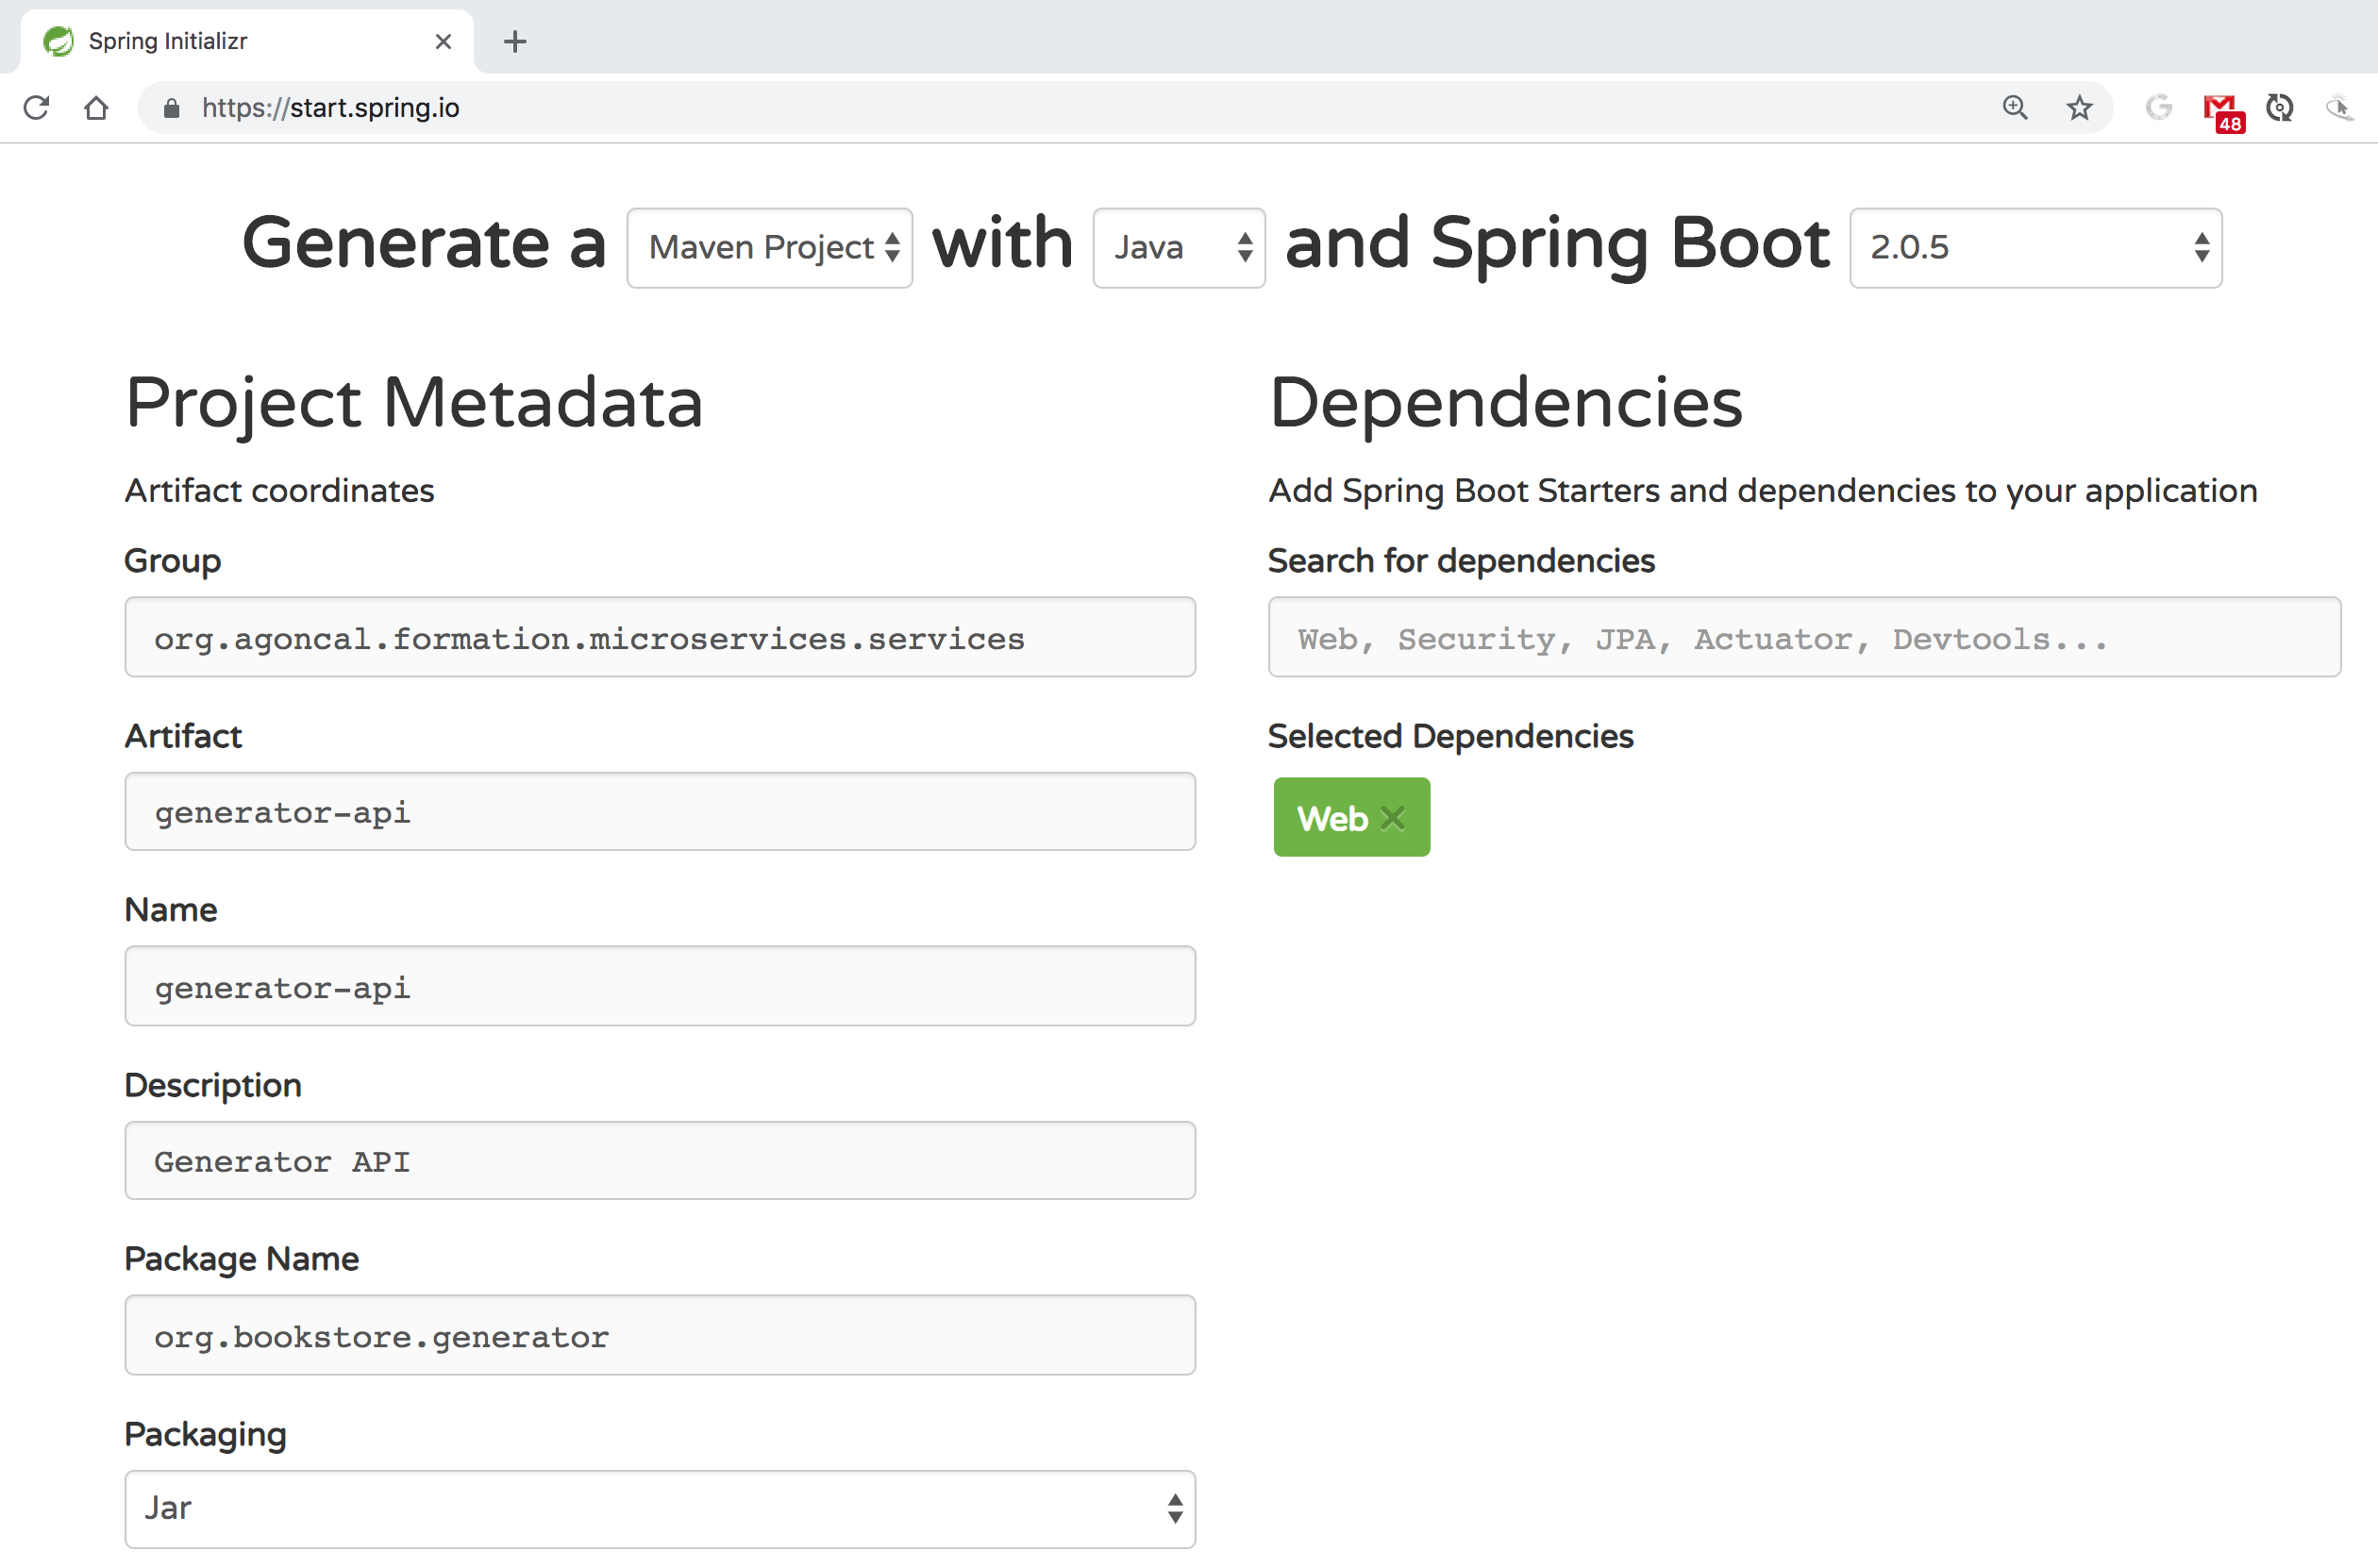 Spring Initializr
https://start.spring.io
48
Generate a Maven Project with Java and Spring Boot 2.0.5
Project Metadata
Artifact coordinates
Group
org.agoncal.formation.microservices.services
Artifact
generator-api
Name
generator-api
Description
Generator API
Package Name
org.bookstore.generator
Packaging
Jar
Dependencies
Add Spring Boot Starters and dependencies to your application
Search for dependencies
Web, Security, JPA, Actuator, Devtools...
Selected Dependencies
Web